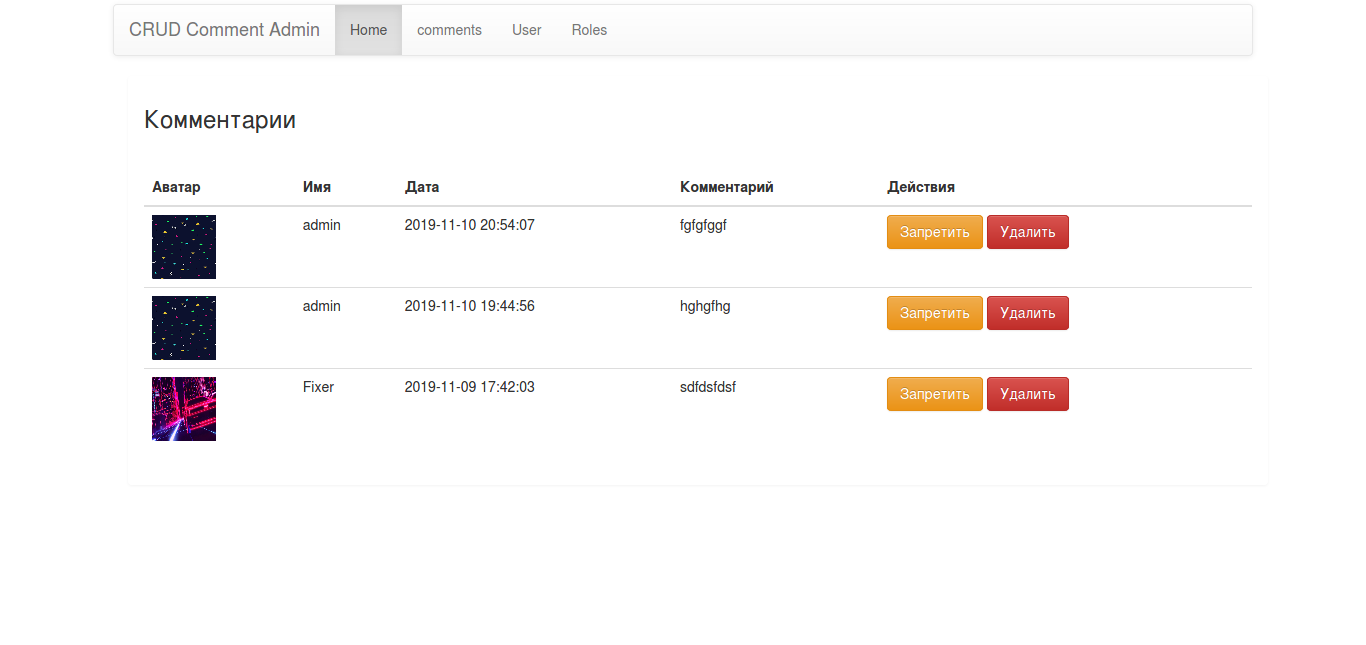 CRUD Comment Admin Home comments User Roles
Комментарии
Аватар Имя Дата Комментарий Действия
admin 2019-11-10 20:54:07 fgfgfggf Запретить Удалить
admin 2019-11-10 19:44:56 hghgfhg Запретить Удалить
Fixer 2019-11-09 17:42:03 sdfdsfdsf Запретить Удалить